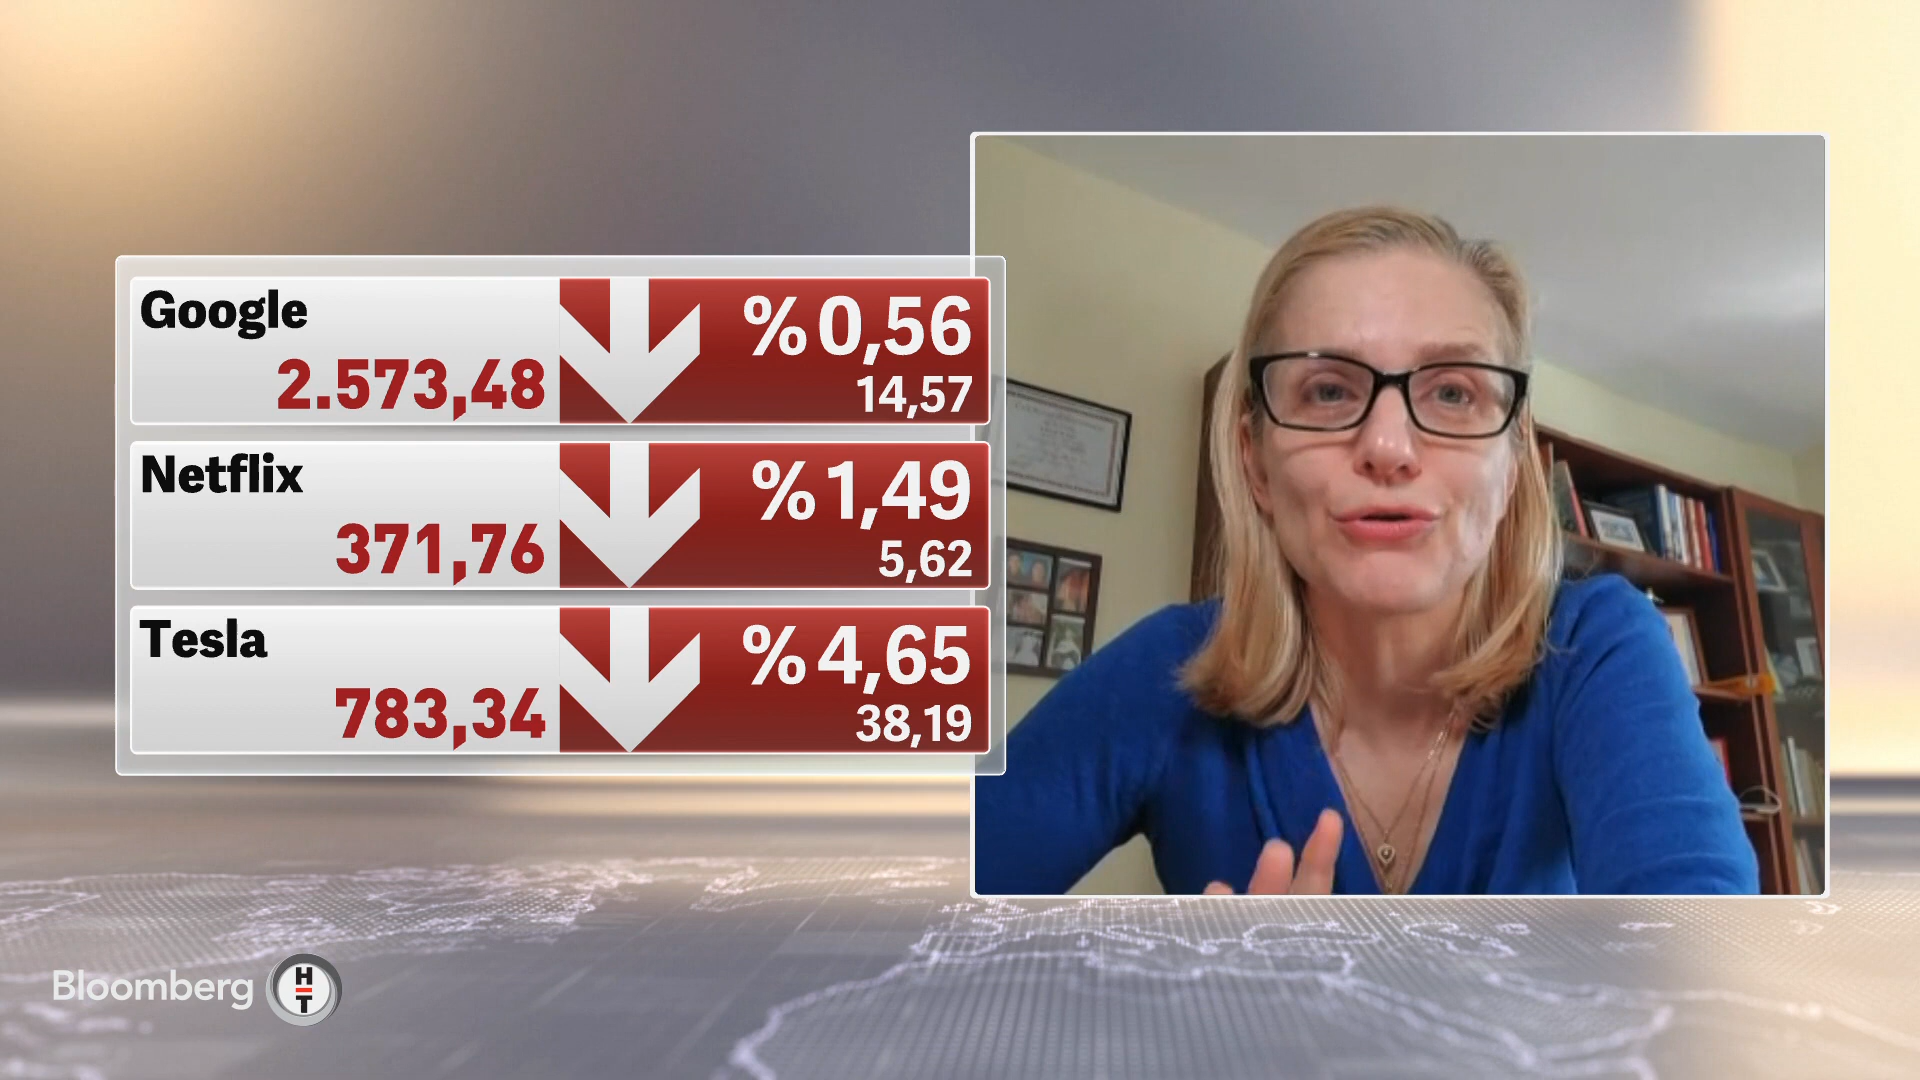 Google
2.573,48
%0,56
14,57
Netflix
371,76
%1,49
5,62
Tesla
783,34
%4,65
38,19
Bloomberg HT